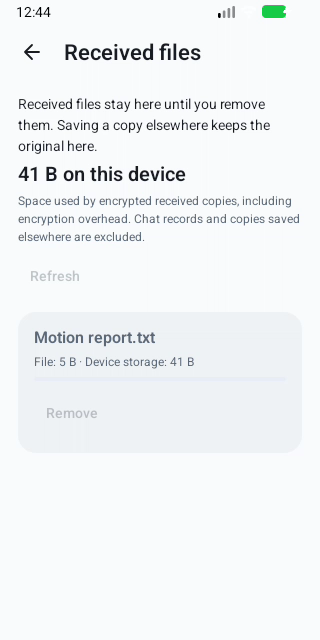 12:44
Received files
Received files stay here until you remove
them. Saving a copy elsewhere keeps the
original here.
41 B on this device
Space used by encrypted received copies, including
encryption overhead. Chat records and copies saved
elsewhere are excluded.
Refresh
Motion report.txt
File: 5 B · Device storage: 41 B
Remove